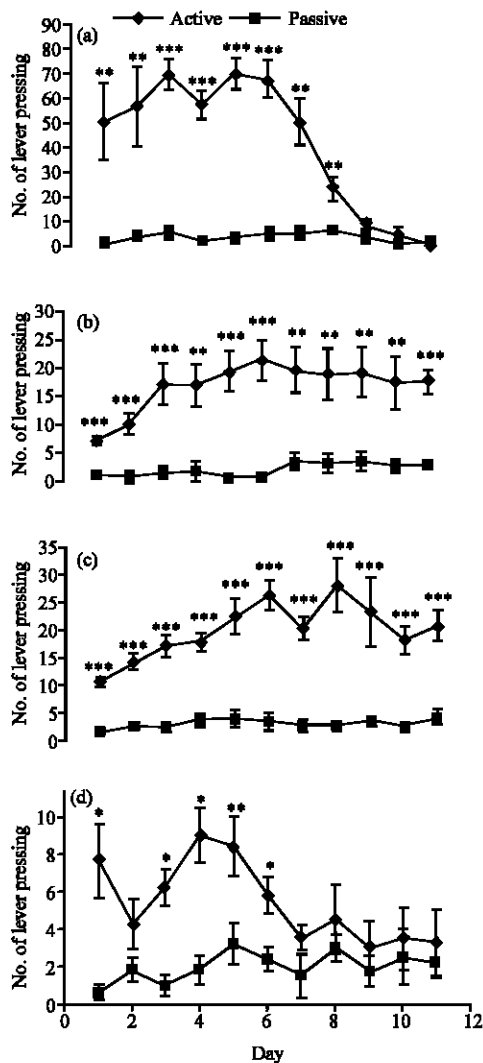 Active Passive
(a)
90
80
70
60
50
40
30
20
10
0
No. of lever pressing
** ** *** *** *** *** ** ** *
(b)
30
25
20
15
10
5
0
No. of lever pressing
*** *** *** ** *** *** ** ** ** ** ***
(c)
35
30
25
20
15
10
5
0
No. of lever pressing
*** *** *** *** *** *** *** *** *** *** ***
(d)
10
8
6
4
2
0
No. of lever pressing
* * * ** *
0 2 4 6 8 10 12
Day